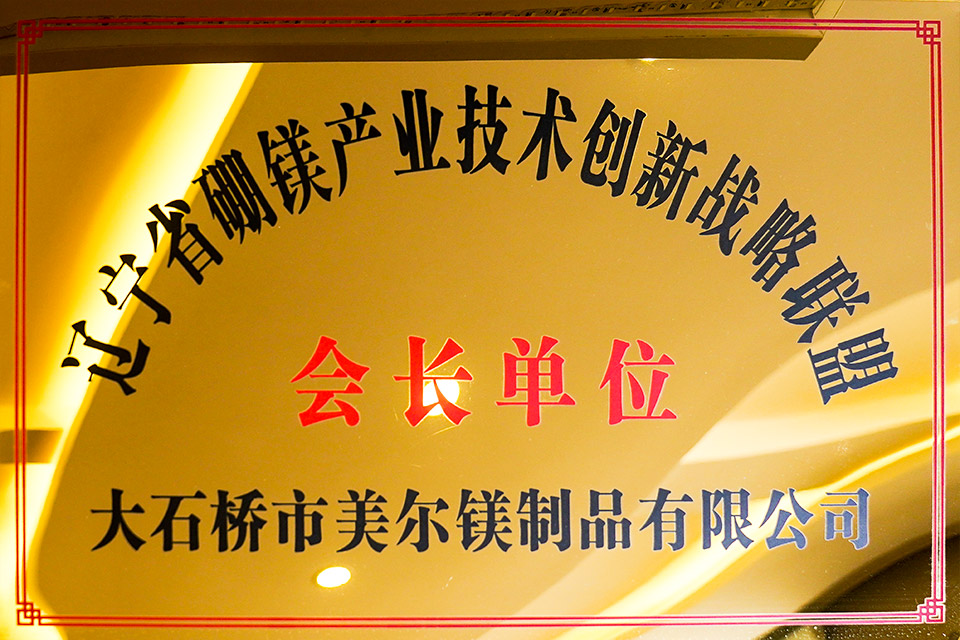 辽宁省硼镁产业技术创新战略联盟
会长单位
大石桥市美尔镁制品有限公司